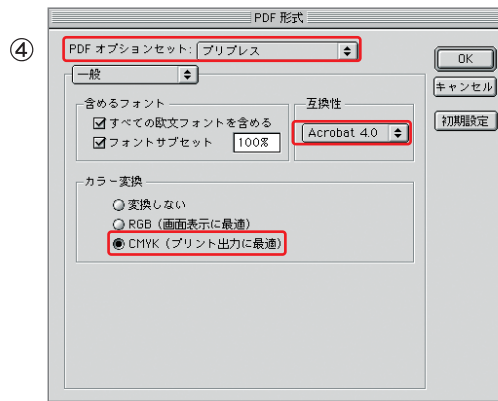 PDF 形式
④
PDF オプションセット: プリプレス
OK
一般
キャンセル
含めるフォント
互換性
初期設定
すべての欧文フォントを含める
Acrobat 4.0
フォントサブセット 100%
カラー変換
変換しない
RGB (画面表示に最適)
CMYK (プリント出力に最適)